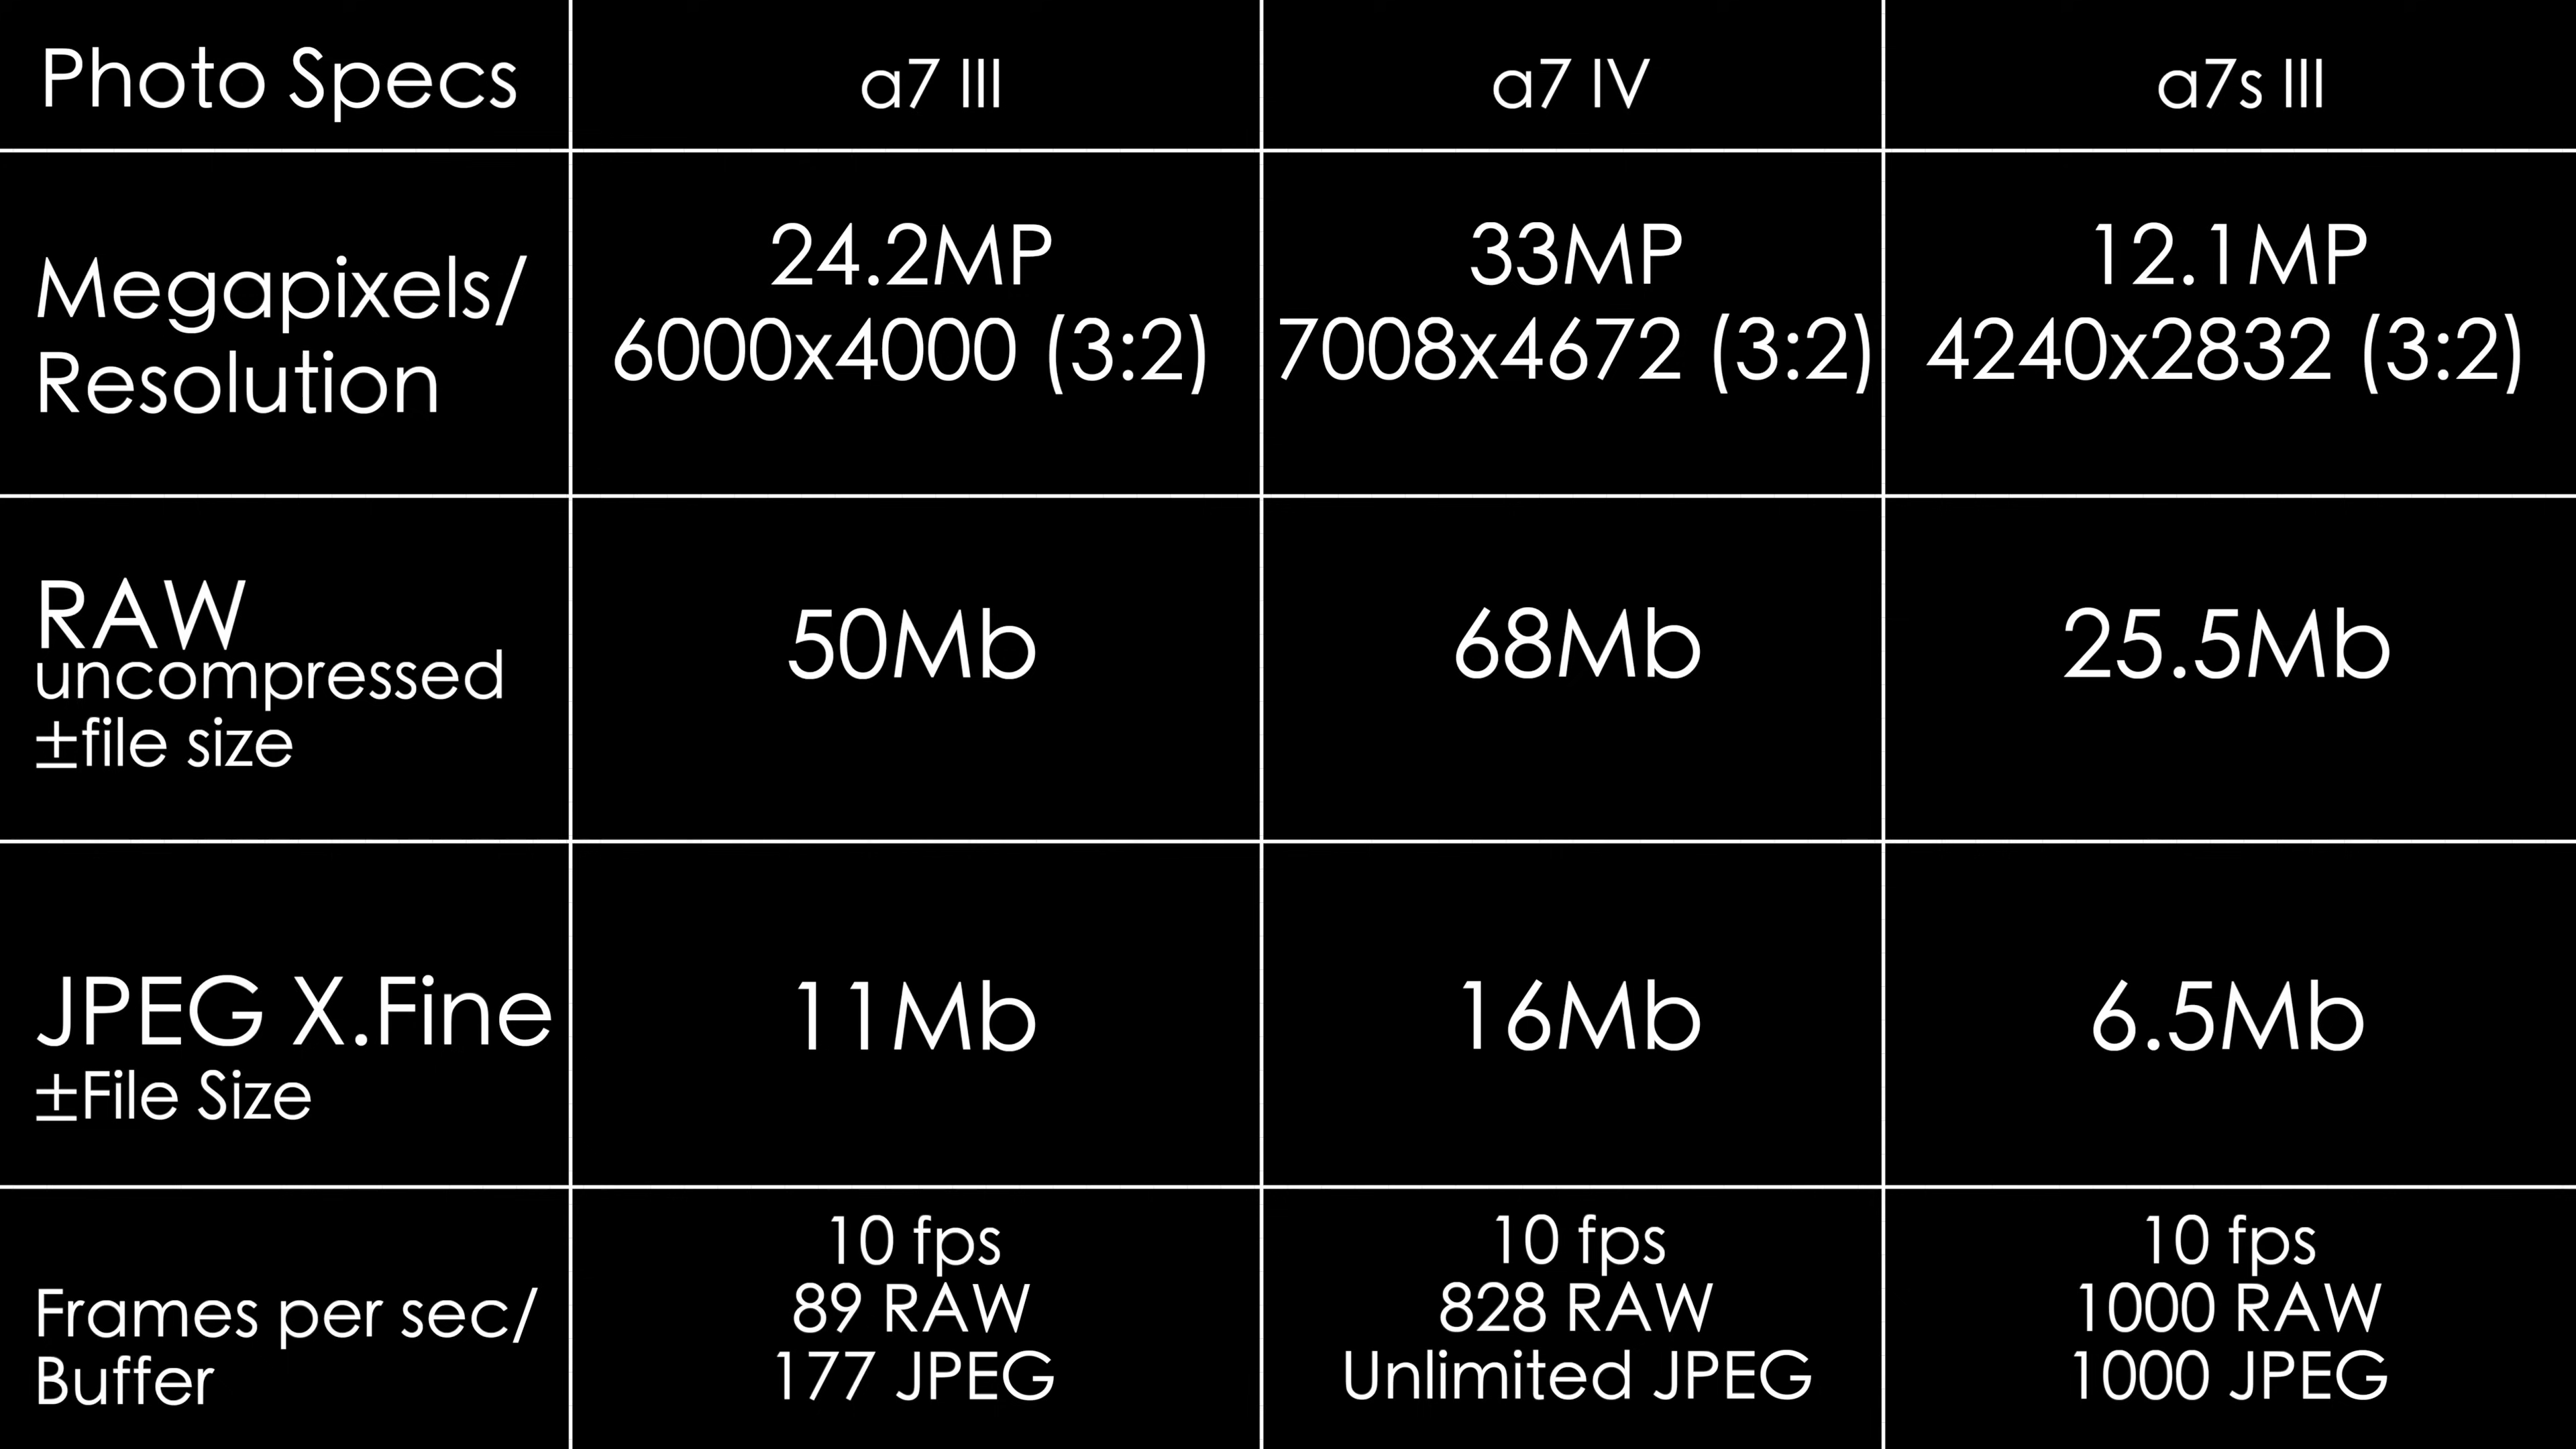 Photo Specs
a7 III
a7 IV
a7s III
Megapixels/
Resolution
24.2MP
6000x4000 (3:2)
33MP
7008x4672 (3:2)
12.1MP
4240x2832 (3:2)
RAW
uncompressed
±file size
50Mb
68Mb
25.5Mb
JPEG X.Fine
±File Size
11Mb
16Mb
6.5Mb
Frames per sec/
Buffer
10 fps
89 RAW
177 JPEG
10 fps
828 RAW
Unlimited JPEG
10 fps
1000 RAW
1000 JPEG